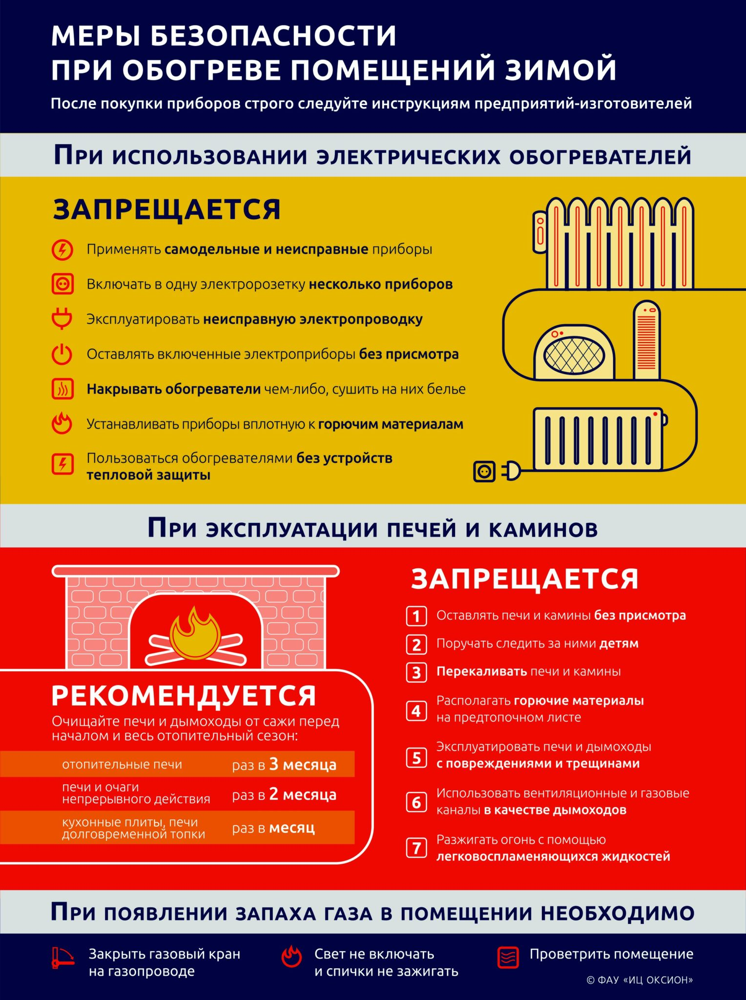 МЕРЫ БЕЗОПАСНОСТИ
ПРИ ОБОГРЕВЕ ПОМЕЩЕНИЙ ЗИМОЙ
После покупки приборов строго следуйте инструкциям предприятий-изготовителей
ПРИ ИСПОЛЬЗОВАНИИ ЭЛЕКТРИЧЕСКИХ ОБОГРЕВАТЕЛЕЙ
ЗАПРЕЩАЕТСЯ
Применять самодельные и неисправные приборы
Включать в одну электророзетку несколько приборов
Эксплуатировать неисправную электропроводку
Оставлять включенные электроприборы без присмотра
Накрывать обогреватели чем-либо, сушить на них белье
Устанавливать приборы вплотную к горючим материалам
Пользоваться обогревателями без устройств
тепловой защиты
ПРИ ЭКСПЛУАТАЦИИ ПЕЧЕЙ И КАМИНОВ
РЕКОМЕНДУЕТСЯ
Очищайте печи и дымоходы от сажи перед
началом и весь отопительный сезон:
отопительные печи раз в 3 месяца
печи и очаги
непрерывного действия раз в 2 месяца
кухонные плиты, печи
долговременной топки раз в месяц
ЗАПРЕЩАЕТСЯ
1 Оставлять печи и камины без присмотра
2 Поручать следить за ними детям
3 Перекаливать печи и камины
4 Располагать горючие материалы
на предтопочном листе
5 Эксплуатировать печи и дымоходы
с повреждениями и трещинами
6 Использовать вентиляционные и газовые
каналы в качестве дымоходов
7 Разжигать огонь с помощью
легковоспламеняющихся жидкостей
ПРИ ПОЯВЛЕНИИ ЗАПАХА ГАЗА В ПОМЕЩЕНИИ НЕОБХОДИМО
Закрыть газовый кран
на газопроводе
Свет не включать
и спички не зажигать
Проветрить помещение
© ФАУ «ИЦ ОКСИОН»